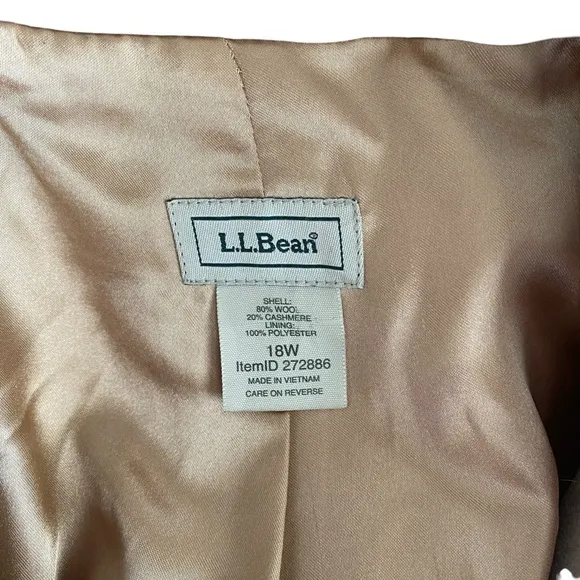 L.L.Bean®
SHELL:
80% WOOL
20% CASHMERE
LINING:
100% POLYESTER
18W
ItemID 272886
MADE IN VIETNAM
CARE ON REVERSE